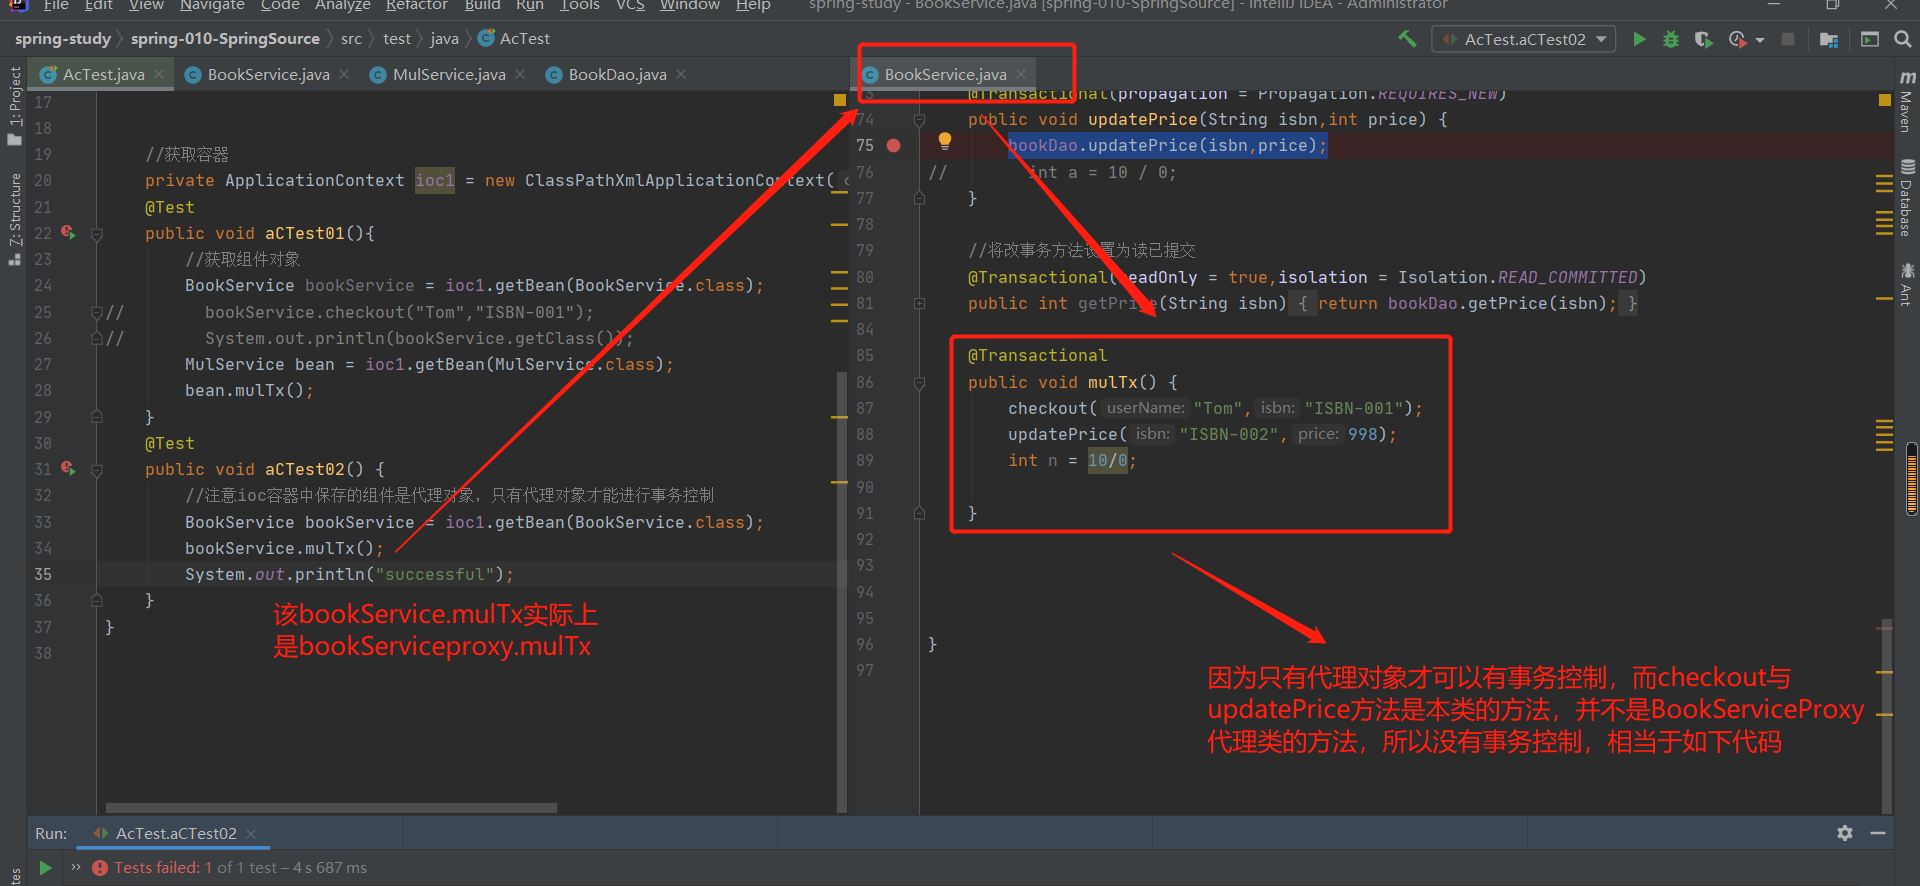 File Edit View Navigate Code Analyze Refactor Build Run Tools VCS Window Help spring-study - BookService.java [spring-010-SpringSource] - IntelliJ IDEA - Administrator
spring-study spring-010-SpringSource src test java AcTest AcTest.aCTest02
AcTest.java BookService.java MulService.java BookDao.java
17
18
19 //获取容器
20 private ApplicationContext ioc1 = new ClassPathXmlApplicationContext(
21 @Test
22 public void aCTest01(){
23 //获取组件对象
24 BookService bookService = ioc1.getBean(BookService.class);
25 // bookService.checkout("Tom","ISBN-001");
26 // System.out.println(bookService.getClass());
27 MulService bean = ioc1.getBean(MulService.class);
28 bean.mulTx();
29 }
30 @Test
31 public void aCTest02() {
32 //注意ioc容器中保存的组件是代理对象，只有代理对象才能进行事务控制
33 BookService bookService = ioc1.getBean(BookService.class);
34 bookService.mulTx();
35 System.out.println("successful");
36 }
37 }
38
该bookService.mulTx实际上
是bookServiceproxy.mulTx
BookService.java
73 @Transactional(propagation = Propagation.REQUIRES_NEW)
74 public void updatePrice(String isbn,int price) {
75 bookDao.updatePrice(isbn,price);
76 // int a = 10 / 0;
77 }
78
79 //将改事务方法设置为读已提交
80 @Transactional(readOnly = true,isolation = Isolation.READ_COMMITTED)
81 public int getPrice(String isbn) { return bookDao.getPrice(isbn); }
84
85 @Transactional
86 public void mulTx() {
87 checkout( userName: "Tom", isbn: "ISBN-001");
88 updatePrice( isbn: "ISBN-002", price: 998);
89 int n = 10/0;
90
91 }
92
93
94
95
96 }
97
因为只有代理对象才可以有事务控制，而checkout与
updatePrice方法是本类的方法，并不是BookServiceProxy
代理类的方法，所以没有事务控制，相当于如下代码
1: Project
7: Structure
Maven
Database
Ant
Run: AcTest.aCTest02
Tests failed: 1 of 1 test – 4 s 687 ms